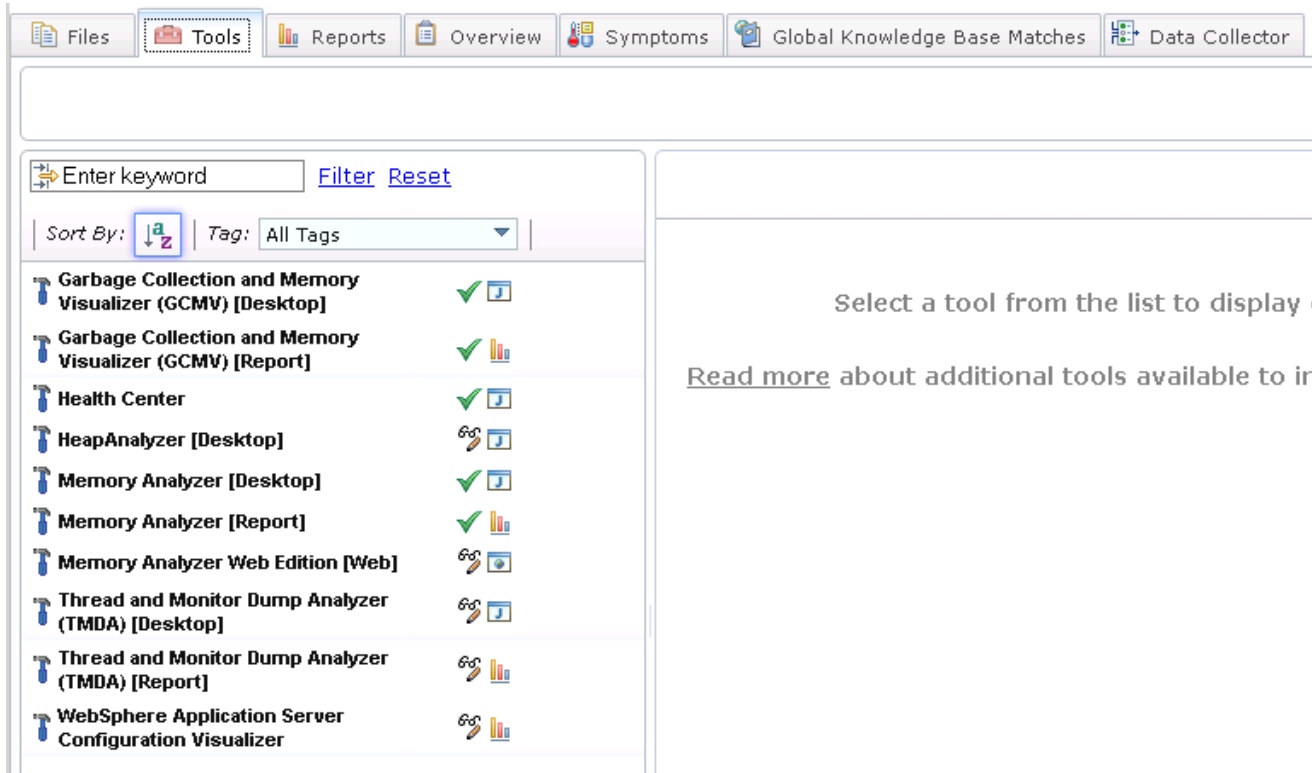 Files Tools Reports Overview Symptoms Global Knowledge Base Matches Data Collector
Enter keyword Filter Reset
Sort By: Tag: All Tags
Garbage Collection and Memory
Visualizer (GCMV) [Desktop]
Garbage Collection and Memory
Visualizer (GCMV) [Report]
Health Center
HeapAnalyzer [Desktop]
Memory Analyzer [Desktop]
Memory Analyzer [Report]
Memory Analyzer Web Edition [Web]
Thread and Monitor Dump Analyzer
(TMDA) [Desktop]
Thread and Monitor Dump Analyzer
(TMDA) [Report]
WebSphere Application Server
Configuration Visualizer
Select a tool from the list to display
Read more about additional tools available to